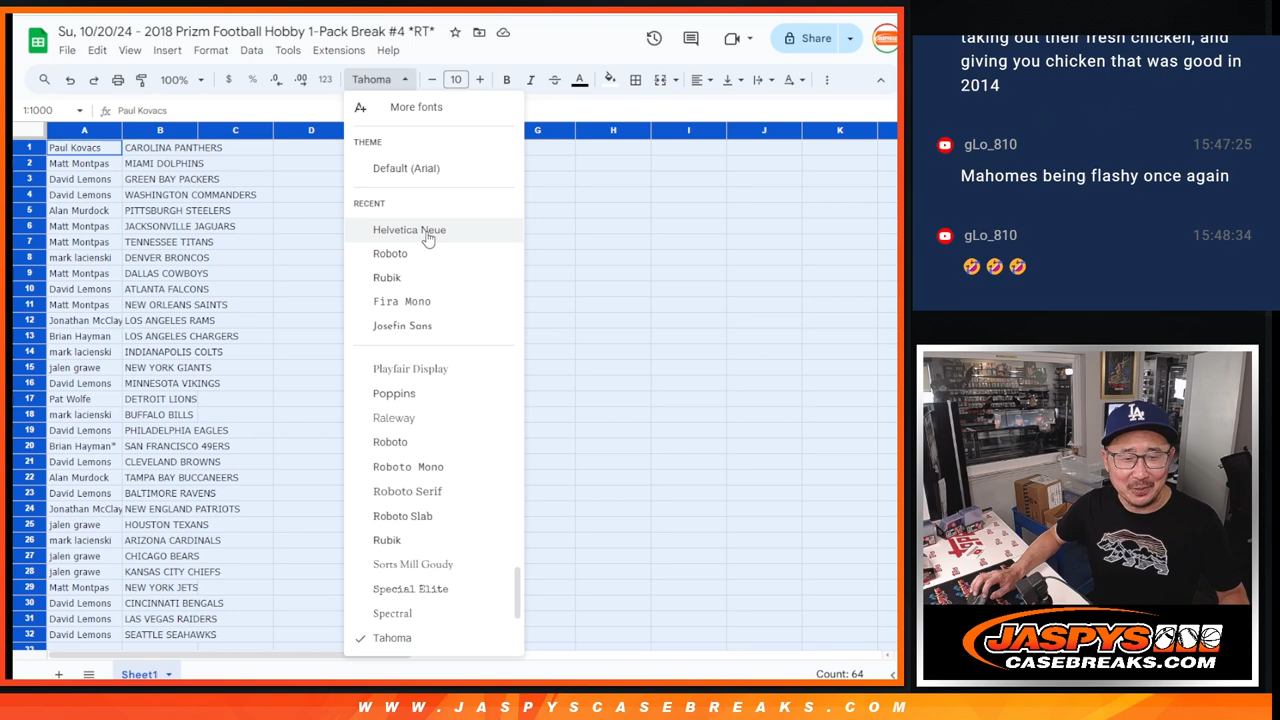 Su, 10/20/24 - 2018 Prizm Football Hobby 1-Pack Break #4 *RT*
Share
File Edit View Insert Format Data Tools Extensions Help
100% $ % .0 .00 123 Tahoma 10 B I A
1:1000 fx Paul Kovacs
A B C D G H I J K
1 Paul Kovacs CAROLINA PANTHERS
2 Matt Montpas MIAMI DOLPHINS
3 David Lemons GREEN BAY PACKERS
4 David Lemons WASHINGTON COMMANDERS
5 Alan Murdock PITTSBURGH STEELERS
6 Matt Montpas JACKSONVILLE JAGUARS
7 Matt Montpas TENNESSEE TITANS
8 mark lacienski DENVER BRONCOS
9 Matt Montpas DALLAS COWBOYS
10 David Lemons ATLANTA FALCONS
11 Matt Montpas NEW ORLEANS SAINTS
12 Jonathan McClay LOS ANGELES RAMS
13 Brian Hayman LOS ANGELES CHARGERS
14 mark lacienski INDIANAPOLIS COLTS
15 jalen grawe NEW YORK GIANTS
16 David Lemons MINNESOTA VIKINGS
17 Pat Wolfe DETROIT LIONS
18 mark lacienski BUFFALO BILLS
19 David Lemons PHILADELPHIA EAGLES
20 Brian Hayman* SAN FRANCISCO 49ERS
21 David Lemons CLEVELAND BROWNS
22 Alan Murdock TAMPA BAY BUCCANEERS
23 David Lemons BALTIMORE RAVENS
24 Jonathan McClay NEW ENGLAND PATRIOTS
25 jalen grawe HOUSTON TEXANS
26 mark lacienski ARIZONA CARDINALS
27 jalen grawe CHICAGO BEARS
28 jalen grawe KANSAS CITY CHIEFS
29 Matt Montpas NEW YORK JETS
30 David Lemons CINCINNATI BENGALS
31 David Lemons LAS VEGAS RAIDERS
32 David Lemons SEATTLE SEAHAWKS
More fonts
THEME
Default (Arial)
RECENT
Helvetica Neue
Roboto
Rubik
Fira Mono
Josefin Sans
Playfair Display
Poppins
Raleway
Roboto
Roboto Mono
Roboto Serif
Roboto Slab
Rubik
Sorts Mill Goudy
Special Elite
Spectral
Tahoma
Sheet1
Count: 64
taking out their fresh chicken, and
giving you chicken that was good in
2014
gLo_810 15:47:25
Mahomes being flashy once again
gLo_810 15:48:34
LA
JASPYS
CASEBREAKS.COM
WWW.JASPYSCASEBREAKS.COM